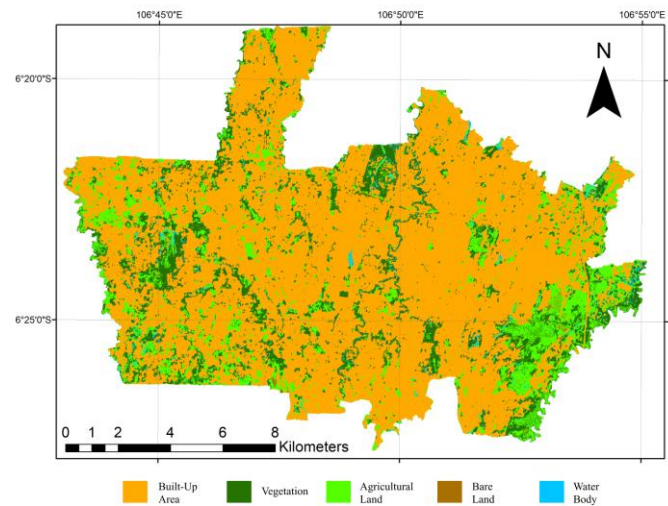 106°45'0"E 106°50'0"E 106°55'0"E
N
6°20'0"S
6°25'0"S
0 1 2 4 6 8
Kilometers
Built-Up
Area
Vegetation
Agricultural
Land
Bare
Land
Water
Body